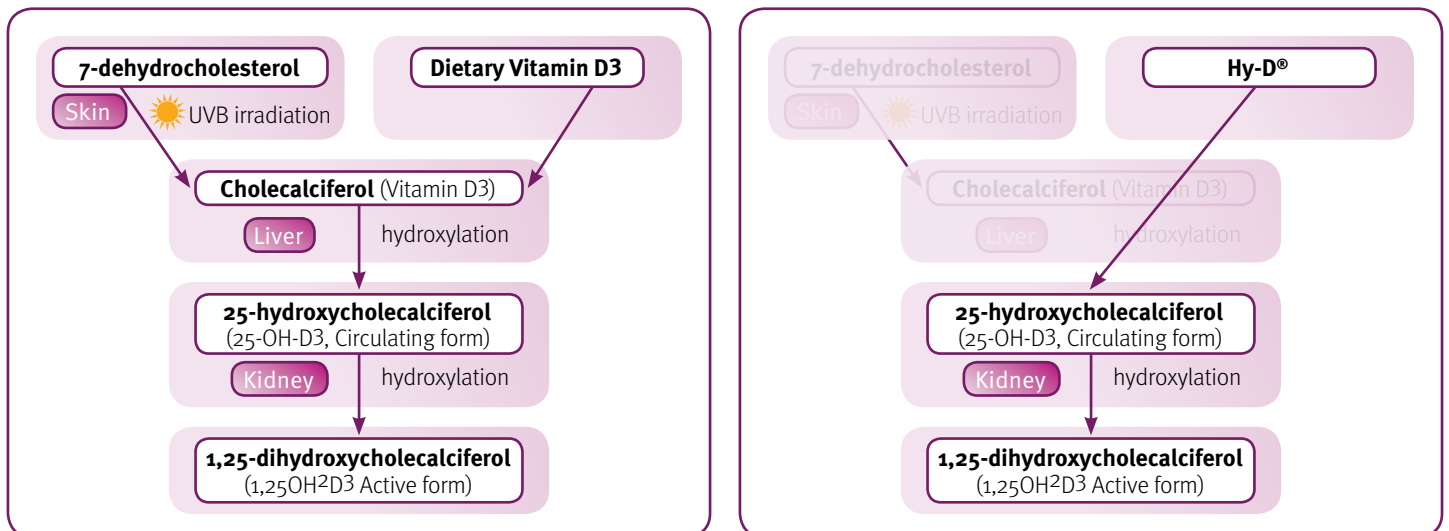 7-dehydrocholesterol
Dietary Vitamin D3
Skin
UVB irradiation
Cholecalciferol (Vitamin D3)
Liver
hydroxylation
25-hydroxycholecalciferol
(25-OH-D3, Circulating form)
Kidney
hydroxylation
1,25-dihydroxycholecalciferol
(1,25OH²D3 Active form)
7-dehydrocholesterol
Hy-D®
Skin
UVB irradiation
Cholecalciferol (Vitamin D3)
Liver
hydroxylation
25-hydroxycholecalciferol
(25-OH-D3, Circulating form)
Kidney
hydroxylation
1,25-dihydroxycholecalciferol
(1,25OH²D3 Active form)